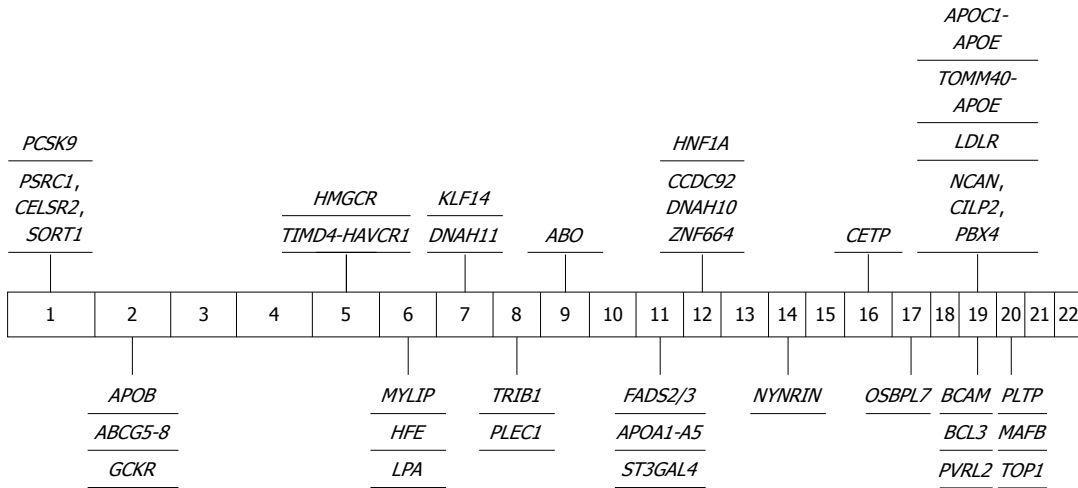 APOC1-
APOE
TOMM40-
APOE
PCSK9
HNF1A
LDLR
PSRC1,
CELSR2,
SORT1
HMGCR
TIMD4-HAVCR1
KLF14
DNAH11
ABO
CCDC92
DNAH10
ZNF664
CETP
NCAN,
CILP2,
PBX4
1 2 3 4 5 6 7 8 9 10 11 12 13 14 15 16 17 18 19 20 21 22
APOB
ABCG5-8
GCKR
MYLIP
HFE
LPA
TRIB1
PLEC1
FADS2/3
APOA1-A5
ST3GAL4
NYNRIN
OSBPL7
BCAM
BCL3
PVRL2
PLTP
MAFB
TOP1